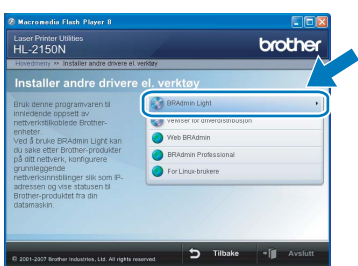 Macromedia Flash Player 8
Laser Printer Utilities
HL-2150N
brother
Hovedmeny >> Installer andre drivere el. verktøy
Installer andre drivere el. verktøy
Bruk denne programvaren til
innledende oppsett av
nettverkstilkoblede Brother-
enheter.
Ved å bruke BRAdmin Light kan
du søke etter Brother-produkter
på ditt nettverk, konfigurere
grunnleggende
nettverksinnstillinger slik som IP-
adressen og vise statusen til
Brother-produktet fra din
datamaskin.
BRAdmin Light
Veiviser for driverdistribusjon
Web BRAdmin
BRAdmin Professional
For Linux-brukere
© 2001-2007 Brother Industries, Ltd. All rights reserved.
Tilbake
Avslutt